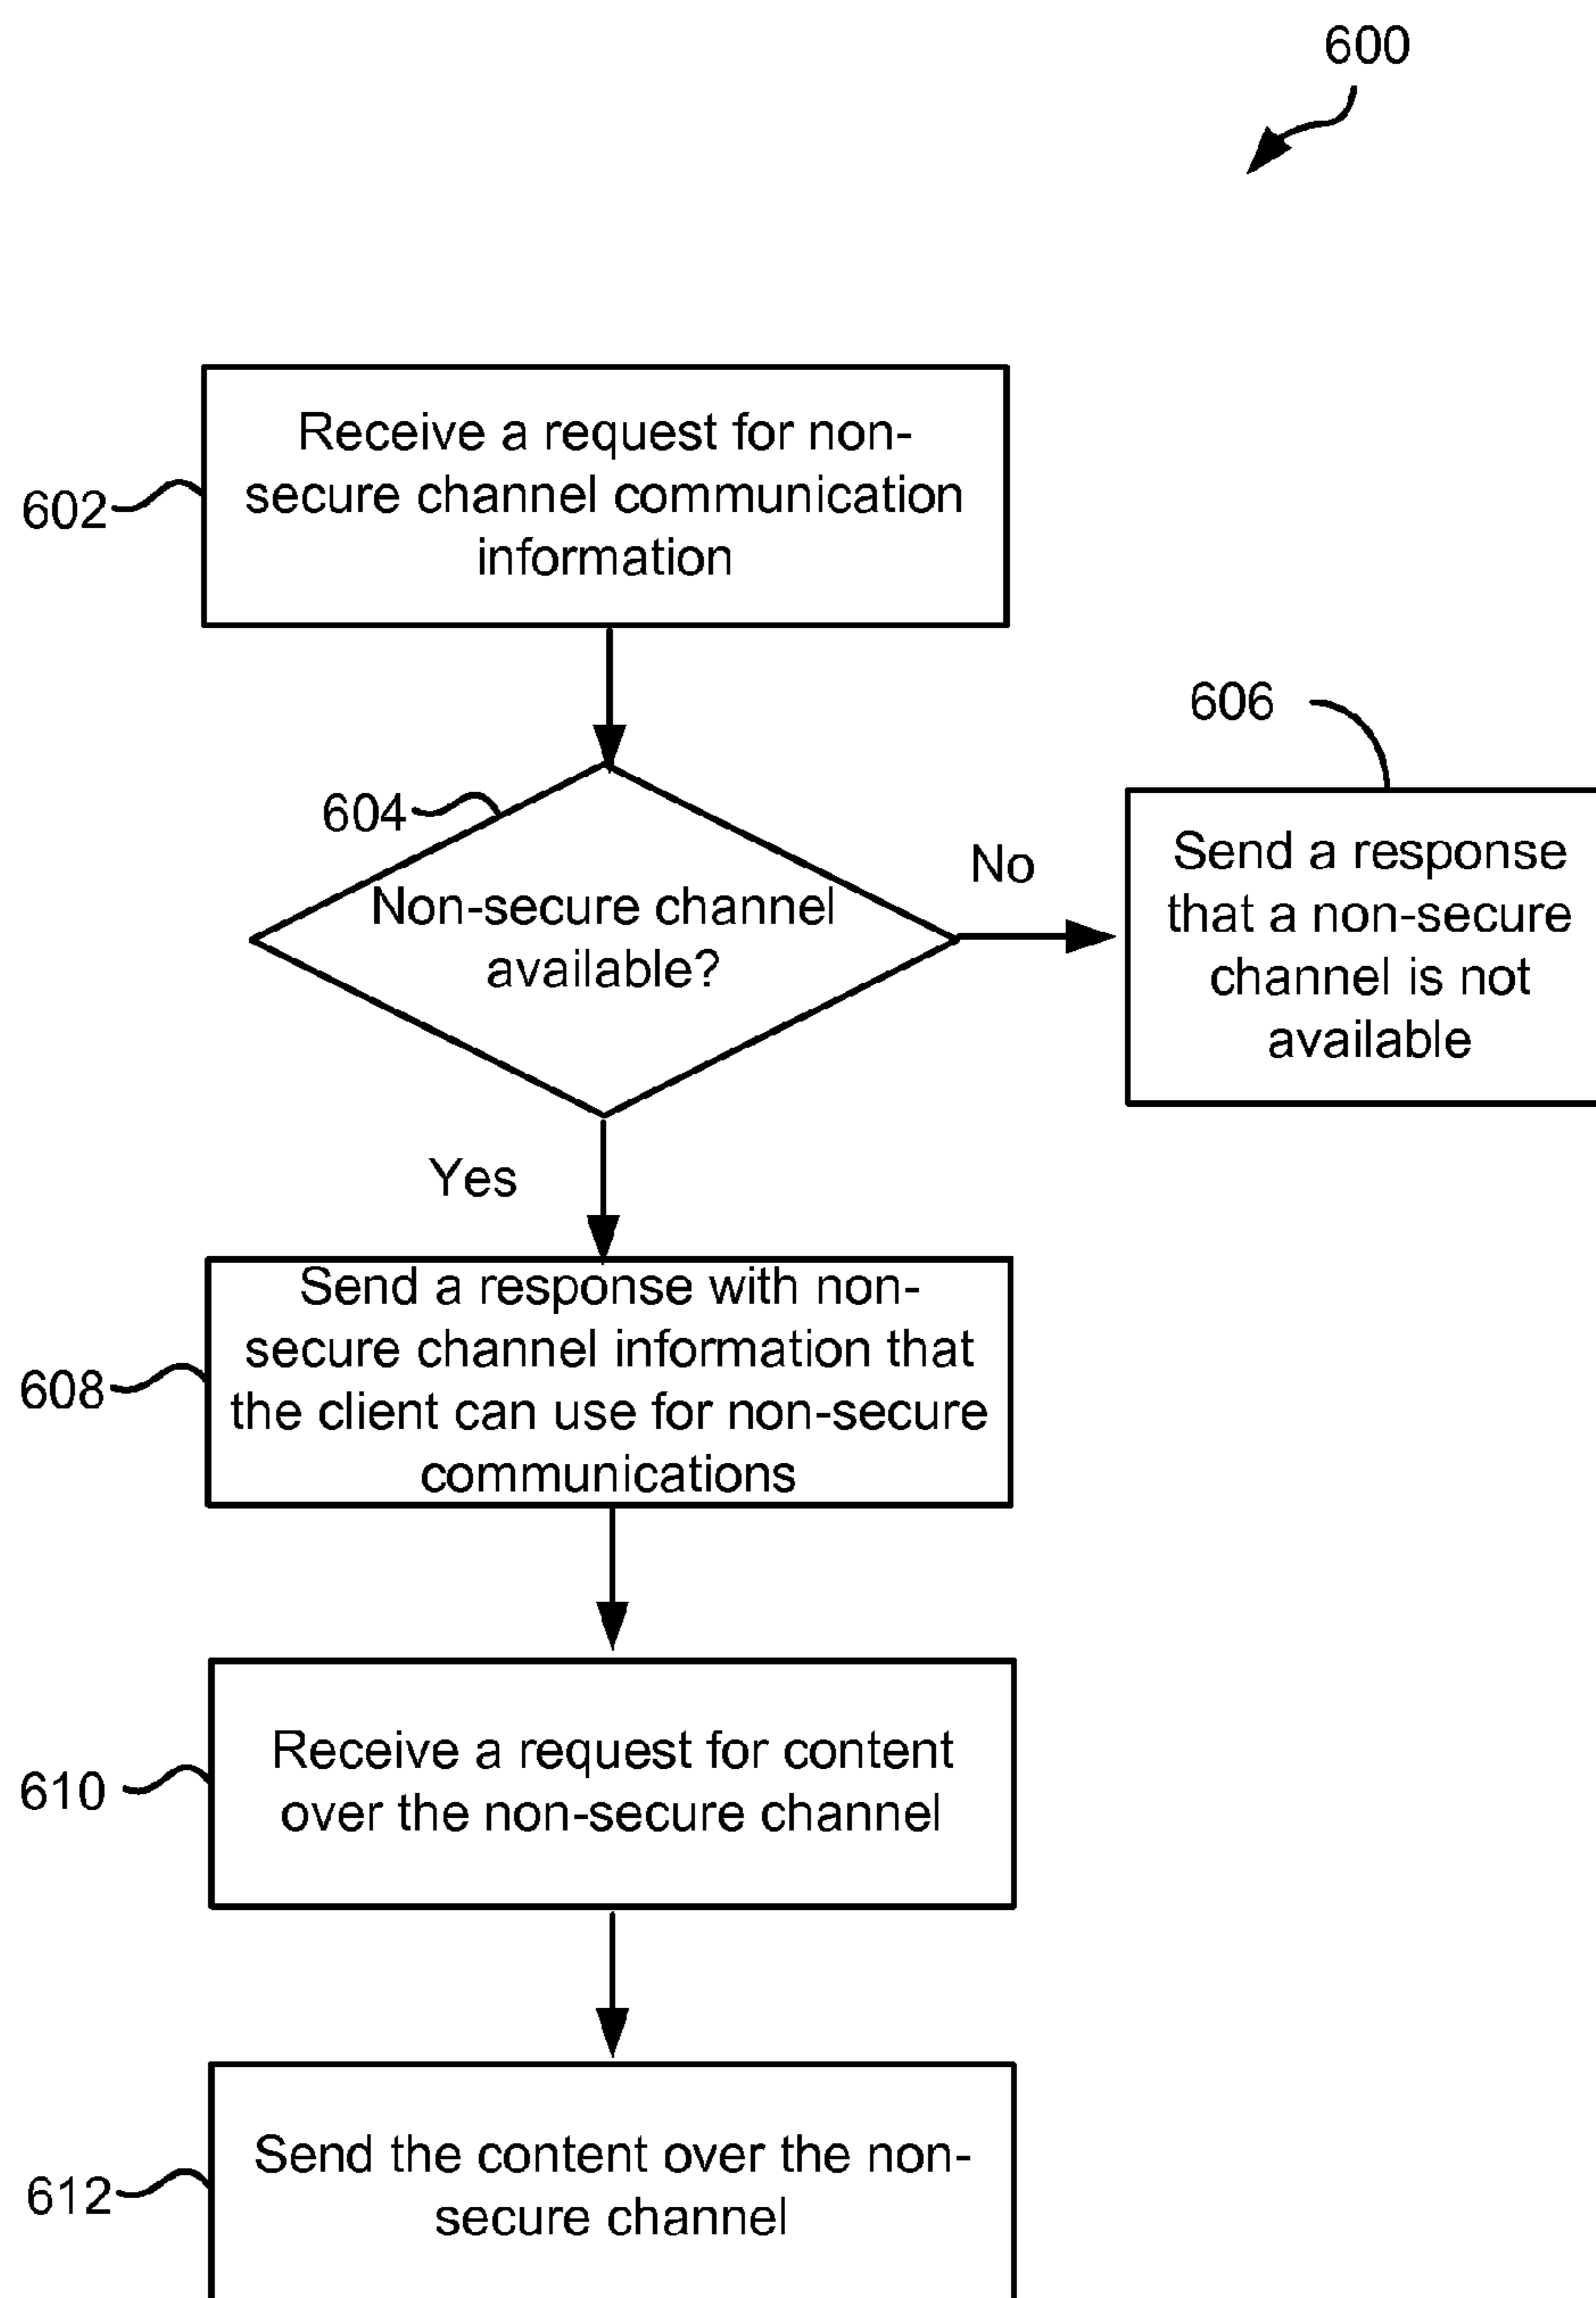 600
Receive a request for non-
secure channel communication
information
602
606
604
Non-secure channel
available?
No
Send a response
that a non-secure
channel is not
available
Yes
Send a response with non-
secure channel information that
the client can use for non-secure
communications
608
Receive a request for content
over the non-secure channel
610
Send the content over the non-
secure channel
612